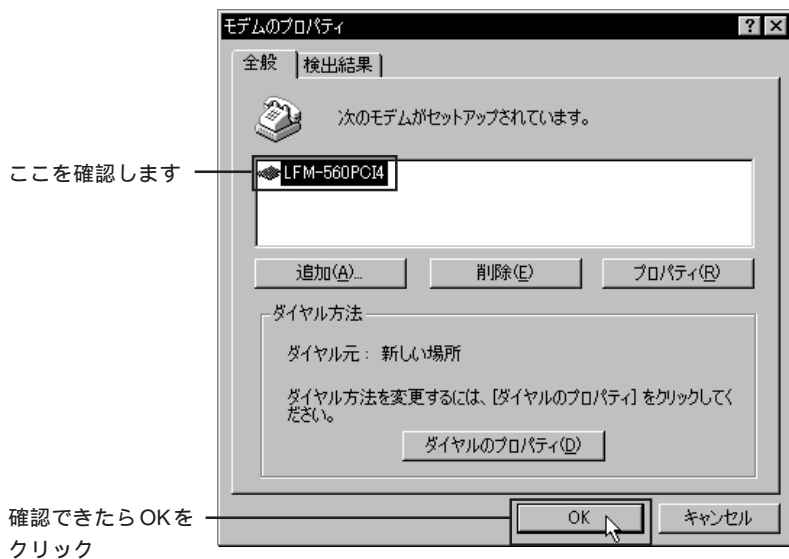 モデムのプロパティ
全般
検出結果
次のモデムがセットアップされています。
ここを確認します
LFM-560PCI4
追加(A)...
削除(E)
プロパティ(R)
ダイヤル方法
ダイヤル元： 新しい場所
ダイヤル方法を変更するには、[ダイヤルのプロパティ] をクリックしてく
ださい。
ダイヤルのプロパティ(D)
確認できたらOKを
クリック
OK
キャンセル